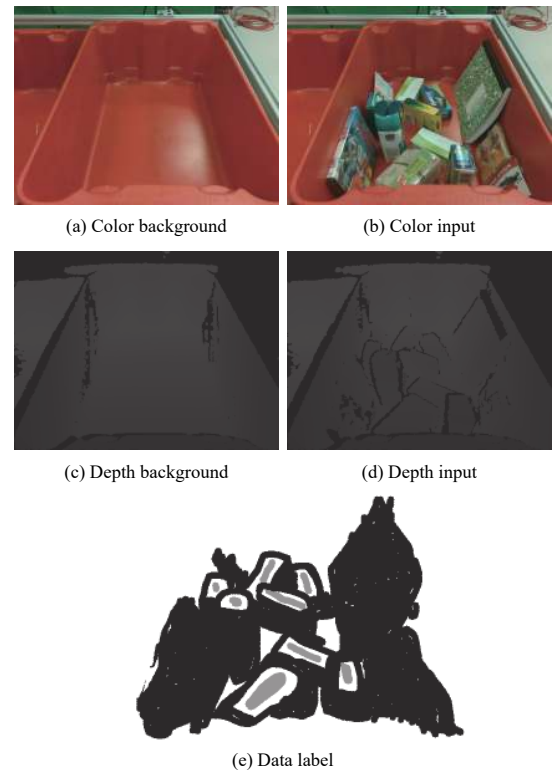 (a) Color background
(b) Color input
(c) Depth background
(d) Depth input
(e) Data label